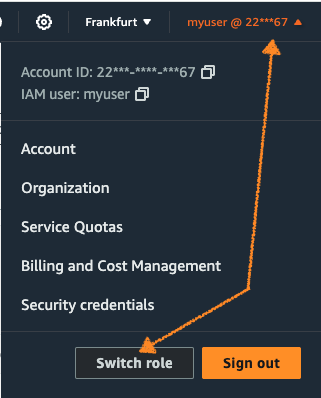 Frankfurt ▼ myuser @ 22***67 ▲
Account ID: 22***-****-***67
IAM user: myuser
Account
Organization
Service Quotas
Billing and Cost Management
Security credentials
Switch role Sign out